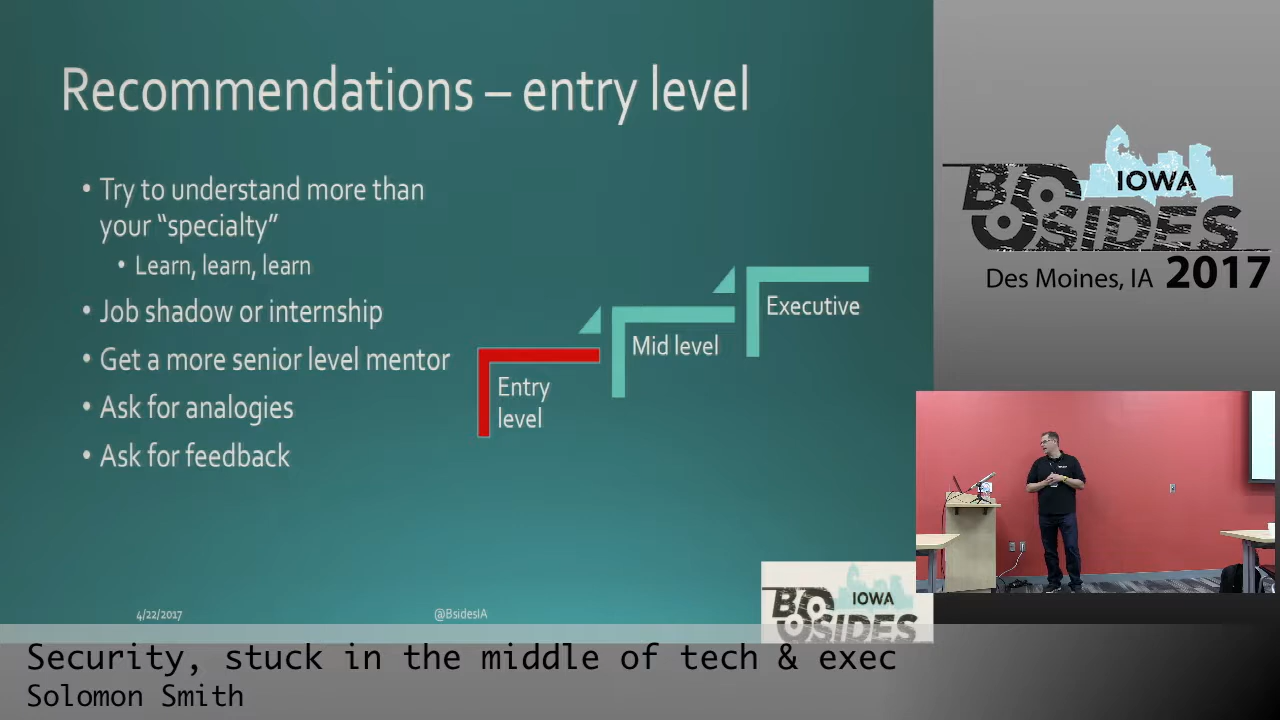 Recommendations – entry level
• Try to understand more than
your “specialty”
• Learn, learn, learn
• Job shadow or internship
• Get a more senior level mentor
• Ask for analogies
• Ask for feedback
Entry
level
Mid level
Executive
4/22/2017
@BsidesIA
IOWA
BSIDES
IOWA
BSIDES
Des Moines, IA 2017
Security, stuck in the middle of tech & exec
Solomon Smith